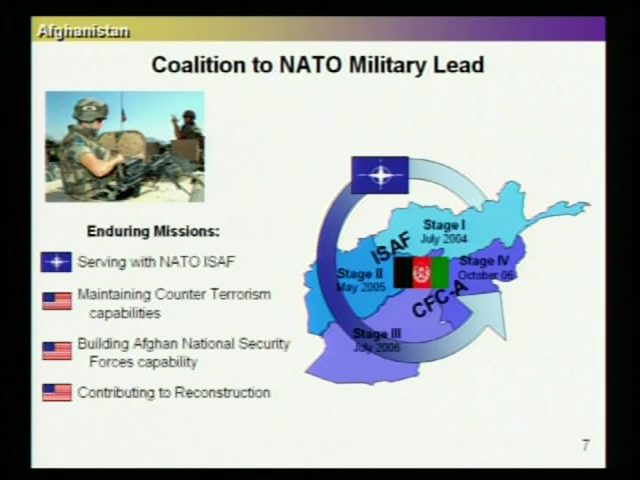 Afghanistan
Coalition to NATO Military Lead
Enduring Missions:
Serving with NATO ISAF
Maintaining Counter Terrorism
capabilities
Building Afghan National Security
Forces capability
Contributing to Reconstruction
Stage I
July 2004
ISAF
Stage II
May 2005
Stage IV
October 06
CFC-A
Stage III
July 2006
7